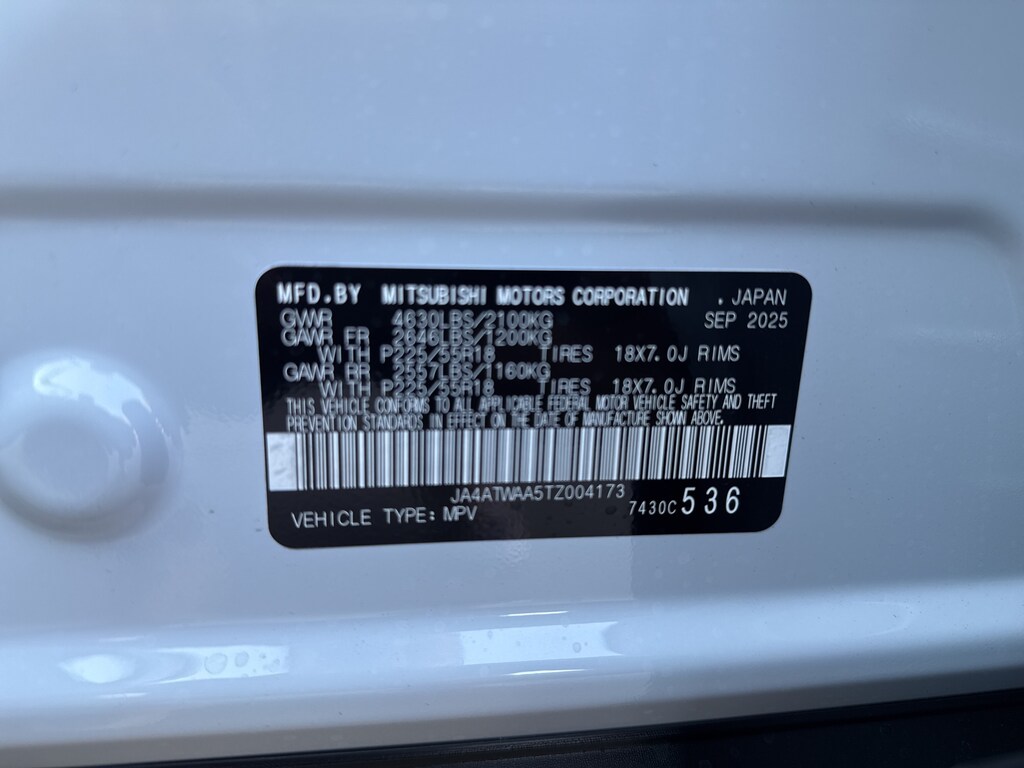 MFD.BY MITSUBISHI MOTORS CORPORATION . JAPAN
GVWR 4630LBS/2100KG SEP 2025
GAWR FR 2646LBS/1200KG
WITH P225/55R18 TIRES 18X7.0J RIMS
GAWR RR 2557LBS/1160KG
WITH P225/55R18 TIRES 18X7.0J RIMS
THIS VEHICLE CONFORMS TO ALL APPLICABLE FEDERAL MOTOR VEHICLE SAFETY AND THEFT
PREVENTION STANDARDS IN EFFECT ON THE DATE OF MANUFACTURE SHOWN ABOVE.
JA4ATWAA5TZ004173
VEHICLE TYPE: MPV 7430C 536